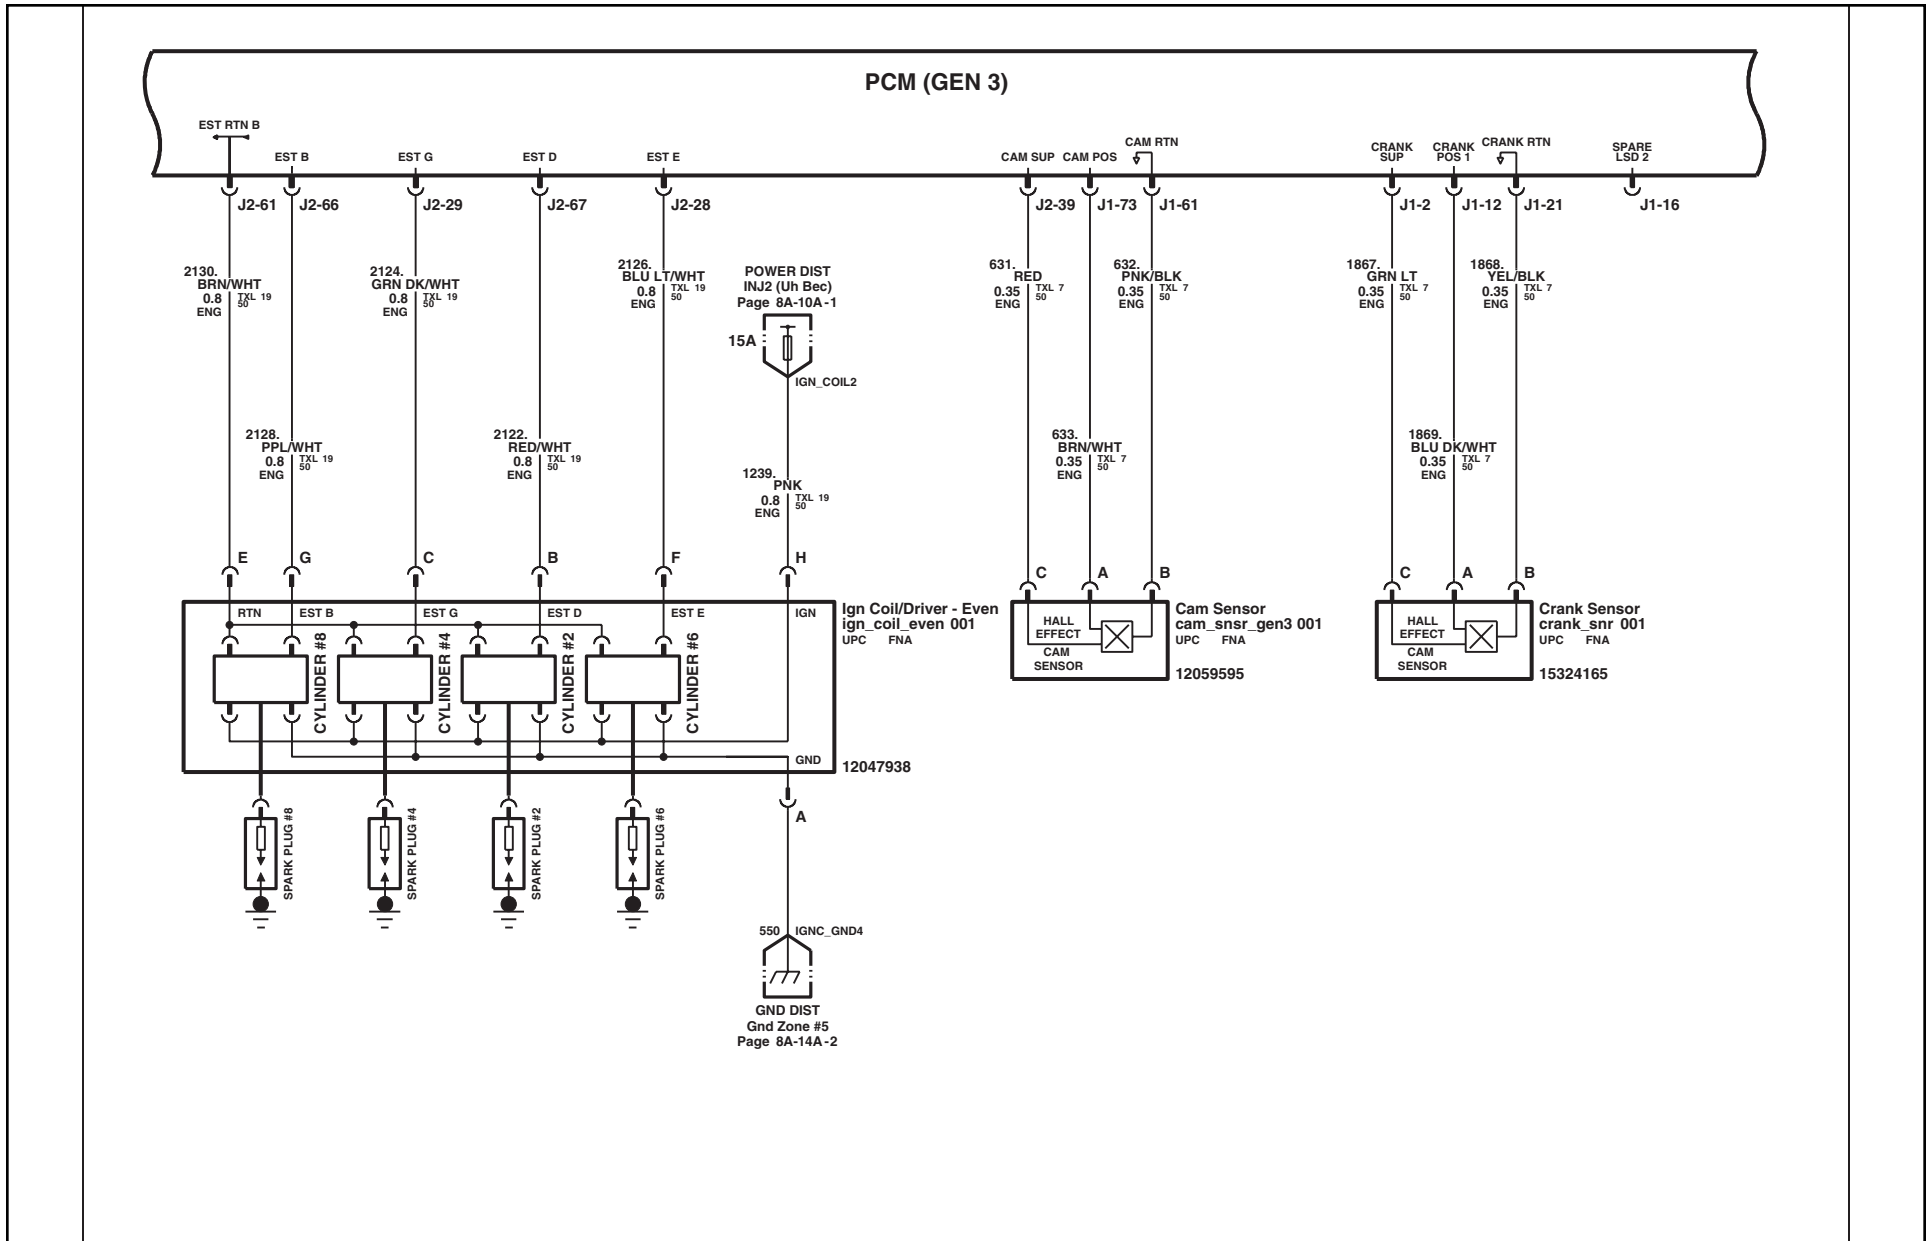 PCM (GEN 3)
EST RTN B
EST B
EST G
EST D
EST E
CAM SUP
CAM POS
CAM RTN
CRANK
SUP
CRANK
POS 1
CRANK RTN
SPARE
LSD 2
J2-61
J2-66
J2-29
J2-67
J2-28
J2-39
J1-73
J1-61
J1-2
J1-12
J1-21
J1-16
2130.
BRN/WHT
0.8 TXL 19
50
ENG
2124.
GRN DK/WHT
0.8 TXL 19
50
ENG
2126.
BLU LT/WHT
0.8 TXL 19
50
ENG
POWER DIST
INJ2 (Uh Bec)
Page 8A-10A-1
15A
IGN_COIL2
631.
RED
0.35 TXL 7
50
ENG
632.
PNK/BLK
0.35 TXL 7
50
ENG
1867.
GRN LT
0.35 TXL 7
50
ENG
1868.
YEL/BLK
0.35 TXL 7
50
ENG
2128.
PPL/WHT
0.8 TXL 19
50
ENG
2122.
RED/WHT
0.8 TXL 19
50
ENG
1239.
PNK
0.8 TXL 19
50
ENG
633.
BRN/WHT
0.35 TXL 7
50
ENG
1869.
BLU DK/WHT
0.35 TXL 7
50
ENG
E
G
C
B
F
H
C
A
B
C
A
B
RTN
EST B
EST G
EST D
EST E
IGN
CYLINDER #8
CYLINDER #4
CYLINDER #2
CYLINDER #6
GND
Ign Coil/Driver - Even
ign_coil_even 001
UPC FNA
12047938
HALL
EFFECT
CAM
SENSOR
Cam Sensor
cam_snsr_gen3 001
UPC FNA
12059595
HALL
EFFECT
CAM
SENSOR
Crank Sensor
crank_snr 001
UPC FNA
15324165
SPARK PLUG #8
SPARK PLUG #4
SPARK PLUG #2
SPARK PLUG #6
A
550 IGNC_GND4
GND DIST
Gnd Zone #5
Page 8A-14A-2